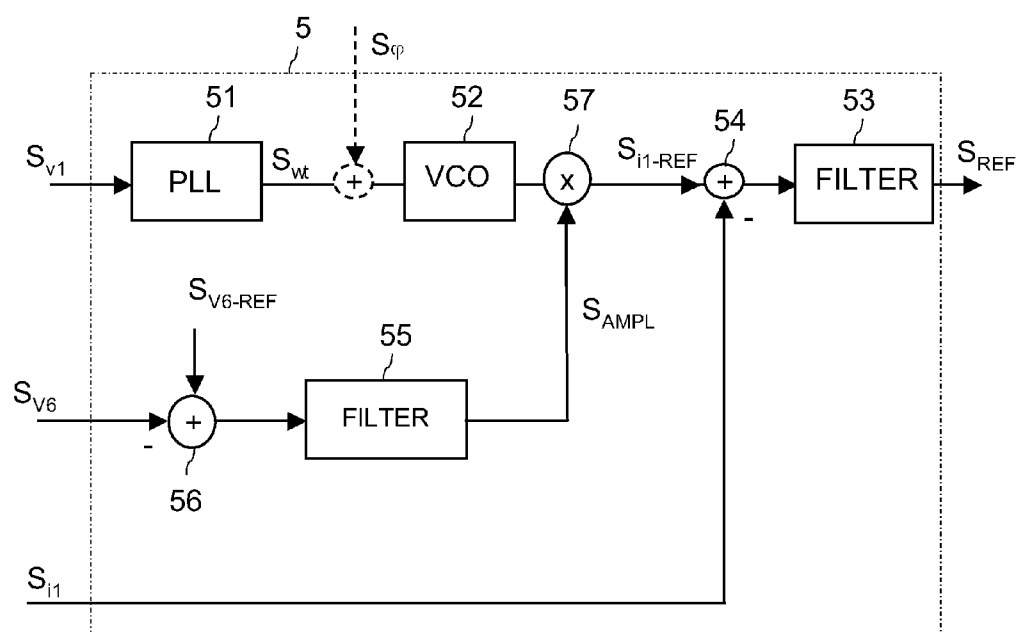 5
Sφ
51
52
57
54
53
Sv1
PLL
Swt
+
VCO
x
Si1-REF
+
-
FILTER
SREF
SV6-REF
SAMPL
55
SV6
-
+
FILTER
56
Si1